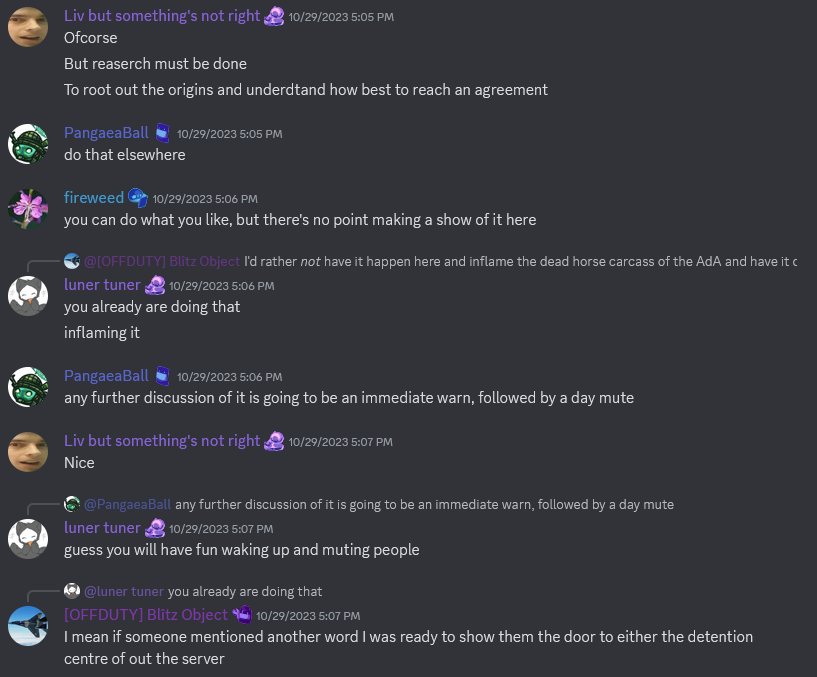 Liv but something's not right 10/29/2023 5:05 PM
Ofcorse
But reaserch must be done
To root out the origins and underdtand how best to reach an agreement
PangaeaBall 10/29/2023 5:05 PM
do that elsewhere
fireweed 10/29/2023 5:06 PM
you can do what you like, but there's no point making a show of it here
@[OFFDUTY] Blitz Object I'd rather not have it happen here and inflame the dead horse carcass of the AdA and have it
luner tuner 10/29/2023 5:06 PM
you already are doing that
inflaming it
PangaeaBall 10/29/2023 5:06 PM
any further discussion of it is going to be an immediate warn, followed by a day mute
Liv but something's not right 10/29/2023 5:07 PM
Nice
@PangaeaBall any further discussion of it is going to be an immediate warn, followed by a day mute
luner tuner 10/29/2023 5:07 PM
guess you will have fun waking up and muting people
@luner tuner you already are doing that
[OFFDUTY] Blitz Object 10/29/2023 5:07 PM
I mean if someone mentioned another word I was ready to show them the door to either the detention
centre of out the server